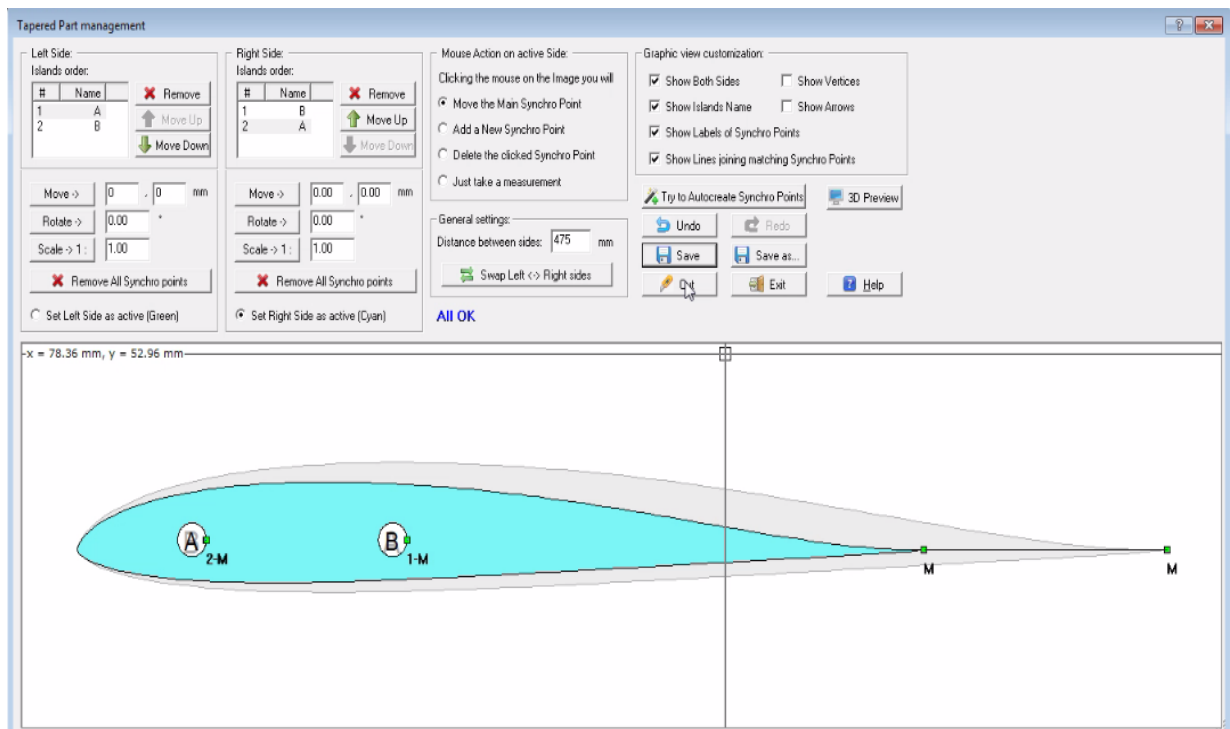 Tapered Part management
Left Side:
Islands order:
# Name
1 A
2 B
Remove
Move Up
Move Down
Move -> 0 , 0 mm
Rotate -> 0.00 °
Scale -> 1 : 1.00
Remove All Synchro points
Set Left Side as active (Green)
Right Side:
Islands order:
# Name
1 B
2 A
Remove
Move Up
Move Down
Move -> 0.00 , 0.00 mm
Rotate -> 0.00 °
Scale -> 1 : 1.00
Remove All Synchro points
Set Right Side as active (Cyan)
Mouse Action on active Side:
Clicking the mouse on the Image you will
Move the Main Synchro Point
Add a New Synchro Point
Delete the clicked Synchro Point
Just take a measurement
General settings:
Distance between sides: 475 mm
Swap Left <-> Right sides
All OK
Graphic view customization:
Show Both Sides Show Vertices
Show Islands Name Show Arrows
Show Labels of Synchro Points
Show Lines joining matching Synchro Points
Try to Autocreate Synchro Points 3D Preview
Undo Redo
Save Save as...
Cut Exit Help
x = 78.36 mm, y = 52.96 mm
A 2-M B 1-M
M M